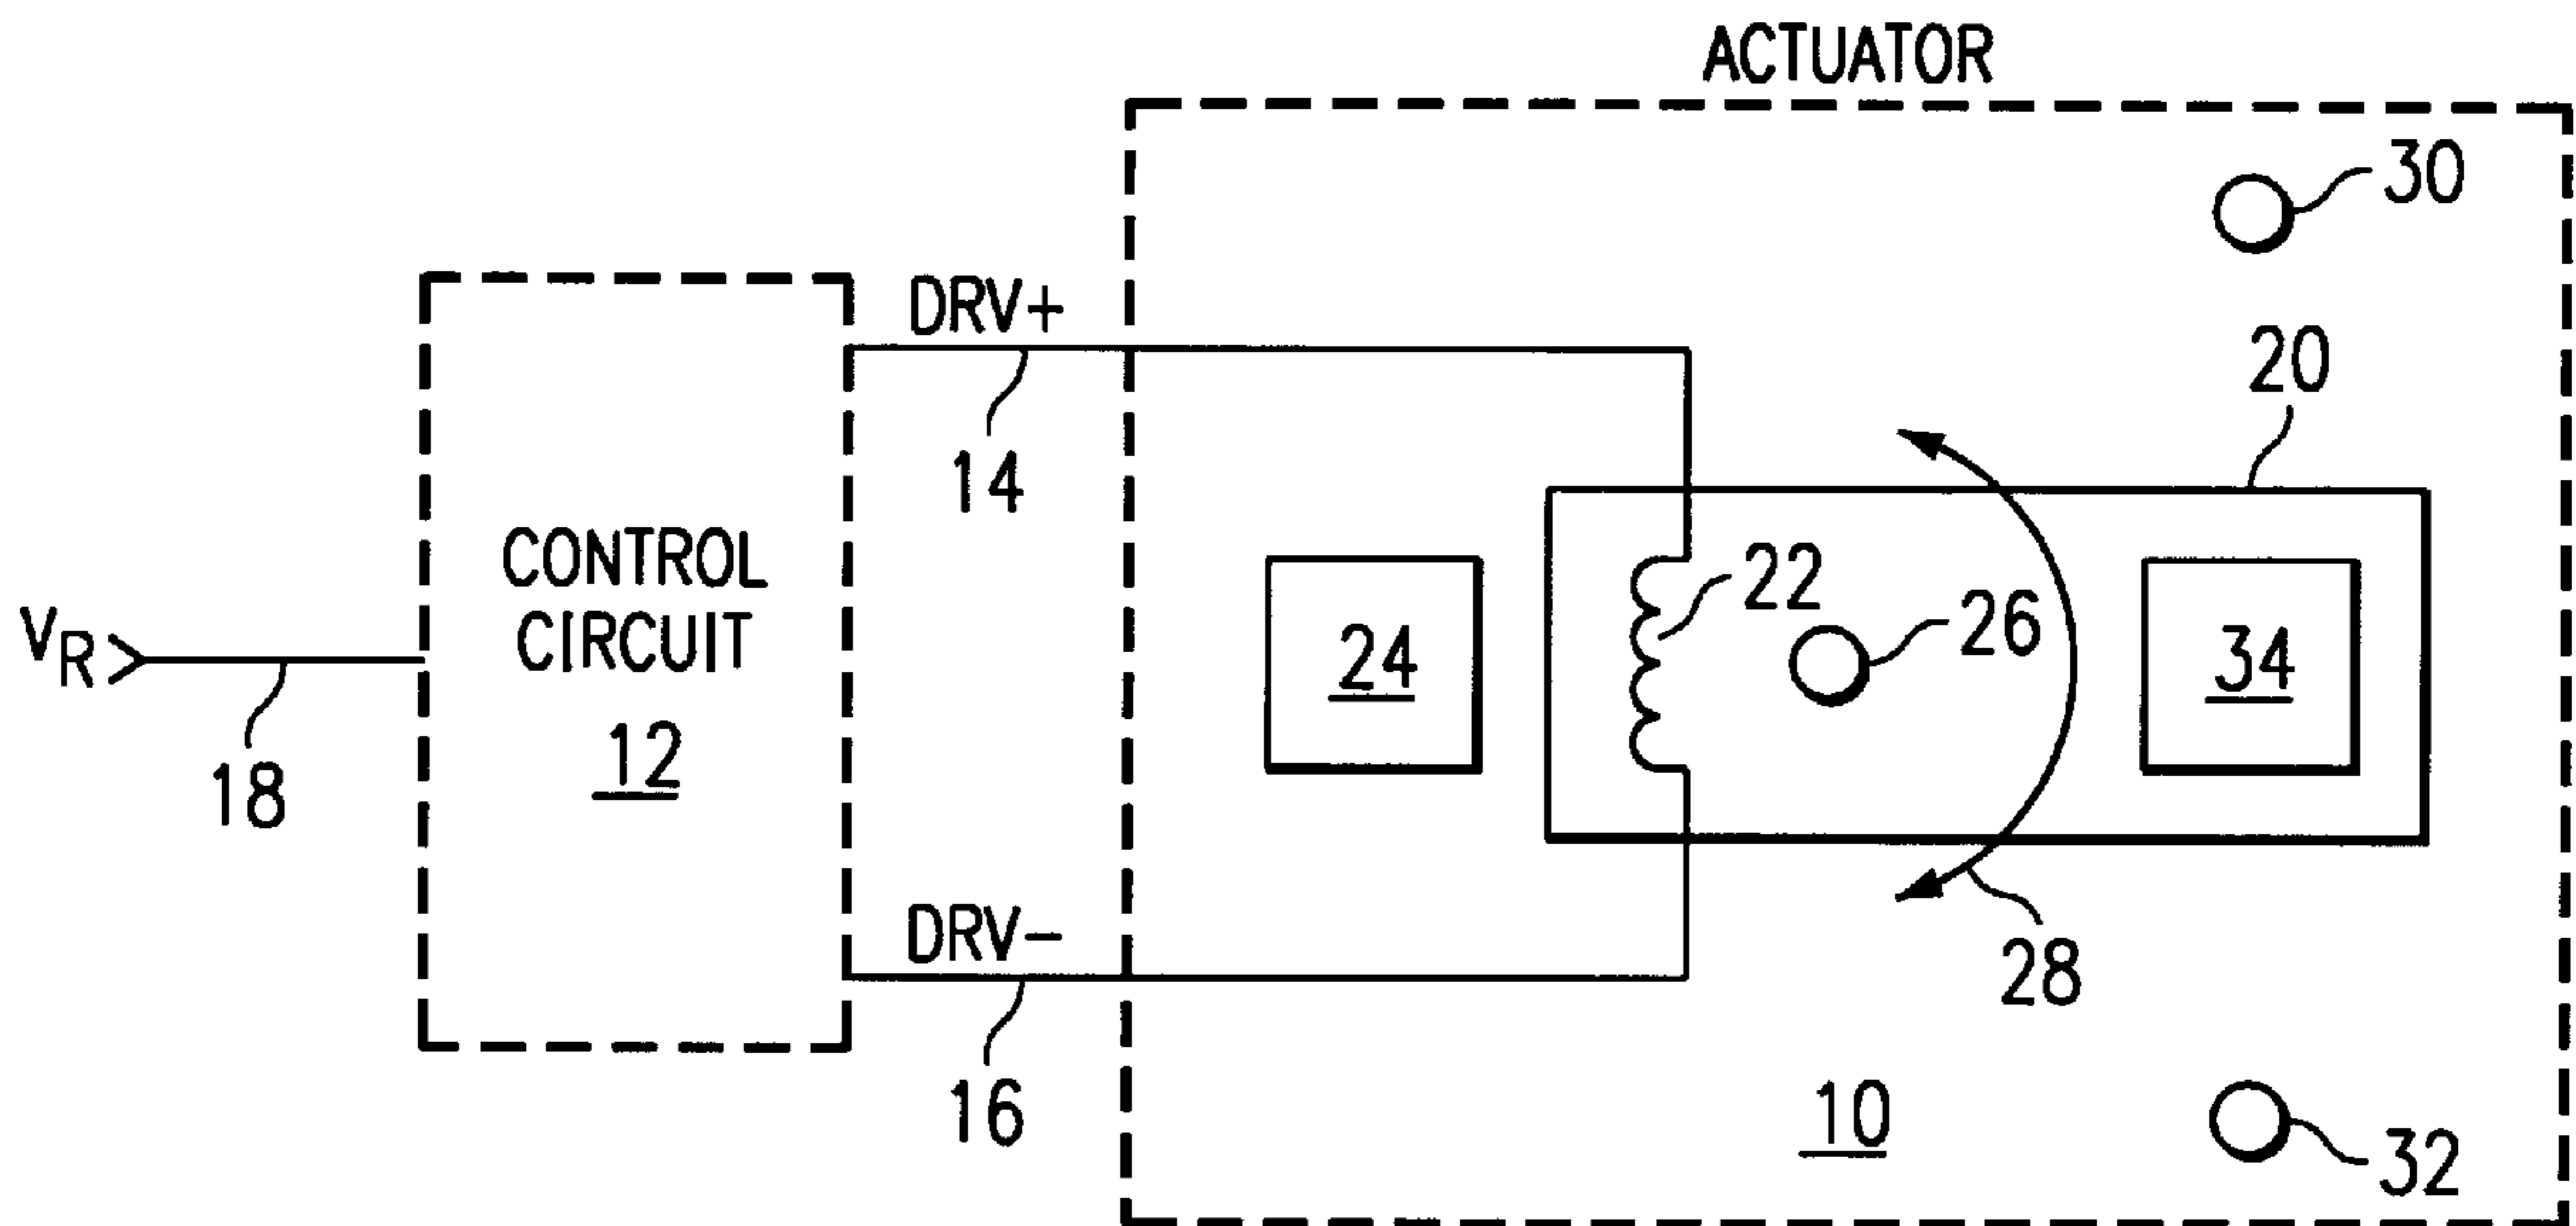 ACTUATOR
30
DRV+
20
14
CONTROL
CIRCUIT
12
VR
18
22
26
24
34
28
DRV-
16
10
32